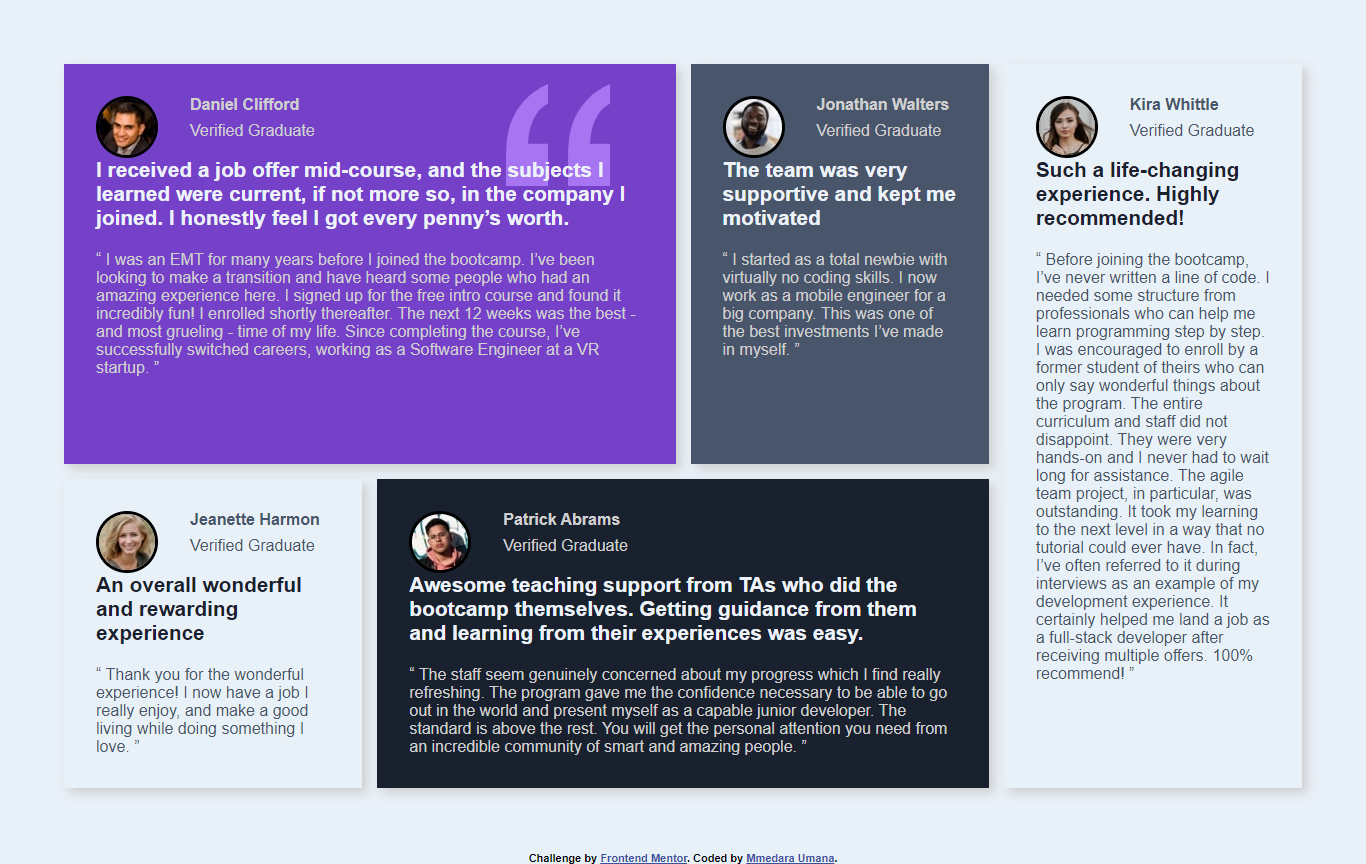 Daniel Clifford
Verified Graduate
I received a job offer mid-course, and the subjects I
learned were current, if not more so, in the company I
joined. I honestly feel I got every penny’s worth.
“ I was an EMT for many years before I joined the bootcamp. I’ve been
looking to make a transition and have heard some people who had an
amazing experience here. I signed up for the free intro course and found it
incredibly fun! I enrolled shortly thereafter. The next 12 weeks was the best -
and most grueling - time of my life. Since completing the course, I’ve
successfully switched careers, working as a Software Engineer at a VR
startup. ”
Jonathan Walters
Verified Graduate
The team was very
supportive and kept me
motivated
“ I started as a total newbie with
virtually no coding skills. I now
work as a mobile engineer for a
big company. This was one of
the best investments I’ve made
in myself. ”
Kira Whittle
Verified Graduate
Such a life-changing
experience. Highly
recommended!
“ Before joining the bootcamp,
I’ve never written a line of code. I
needed some structure from
professionals who can help me
learn programming step by step.
I was encouraged to enroll by a
former student of theirs who can
only say wonderful things about
the program. The entire
curriculum and staff did not
disappoint. They were very
hands-on and I never had to wait
long for assistance. The agile
team project, in particular, was
outstanding. It took my learning
to the next level in a way that no
tutorial could ever have. In fact,
I’ve often referred to it during
interviews as an example of my
development experience. It
certainly helped me land a job as
a full-stack developer after
receiving multiple offers. 100%
recommend! ”
Jeanette Harmon
Verified Graduate
An overall wonderful
and rewarding
experience
“ Thank you for the wonderful
experience! I now have a job I
really enjoy, and make a good
living while doing something I
love. ”
Patrick Abrams
Verified Graduate
Awesome teaching support from TAs who did the
bootcamp themselves. Getting guidance from them
and learning from their experiences was easy.
“ The staff seem genuinely concerned about my progress which I find really
refreshing. The program gave me the confidence necessary to be able to go
out in the world and present myself as a capable junior developer. The
standard is above the rest. You will get the personal attention you need from
an incredible community of smart and amazing people. ”
Challenge by Frontend Mentor. Coded by Mmedara Umana.